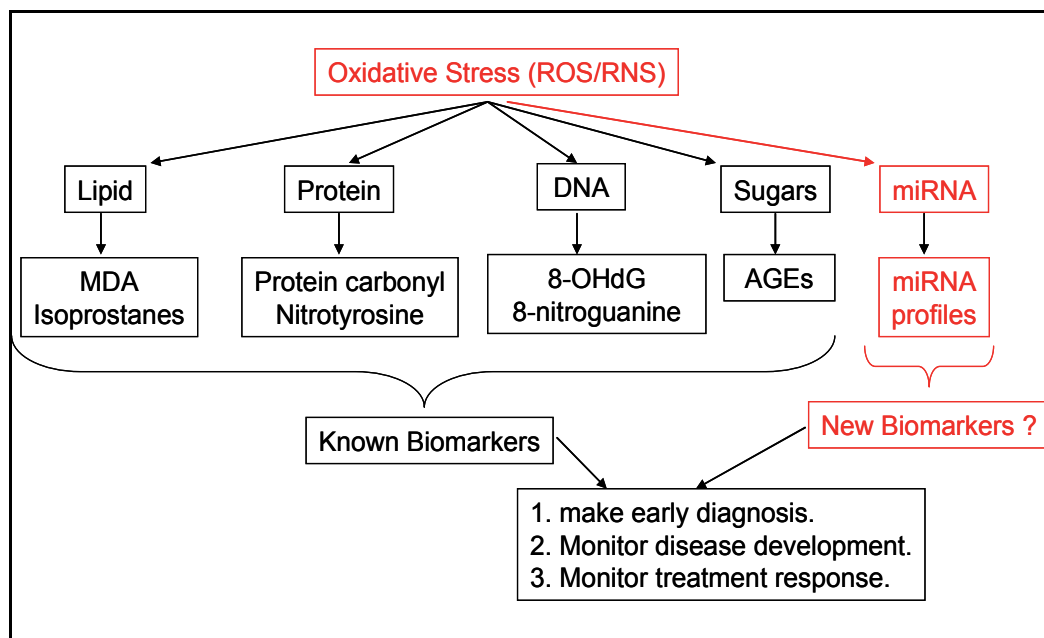 Oxidative Stress (ROS/RNS)
Lipid
Protein
DNA
Sugars
miRNA
MDA
Isoprostanes
Protein carbonyl
Nitrotyrosine
8-OHdG
8-nitroguanine
AGEs
miRNA
profiles
Known Biomarkers
New Biomarkers ?
1. make early diagnosis.
2. Monitor disease development.
3. Monitor treatment response.